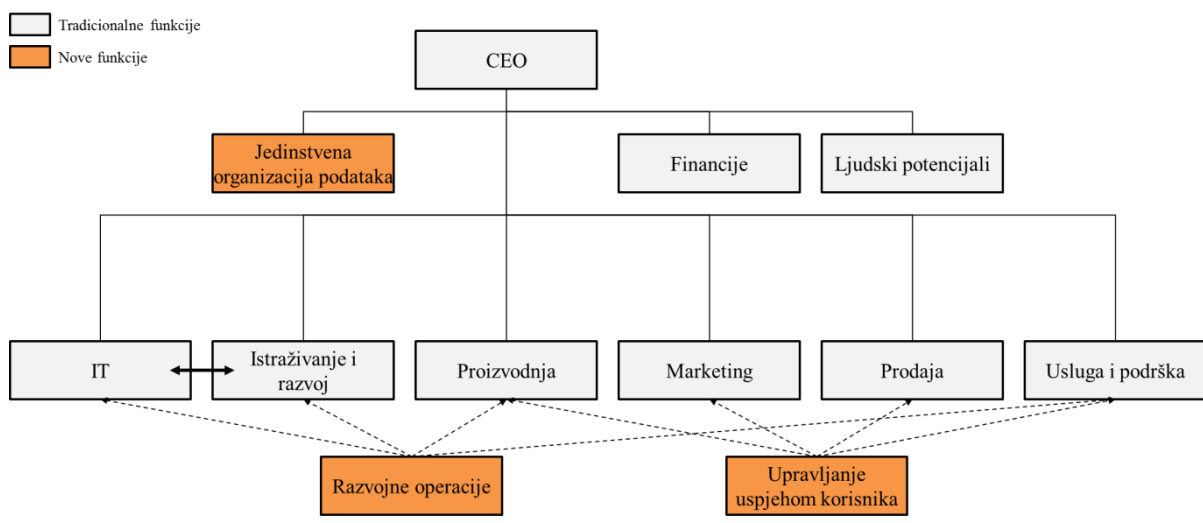 Tradicionalne funkcije
Nove funkcije
CEO
Jedinstvena
organizacija podataka
Financije
Ljudski potencijali
IT
Istraživanje i
razvoj
Proizvodnja
Marketing
Prodaja
Usluga i podrška
Razvojne operacije
Upravljanje
uspjehom korisnika